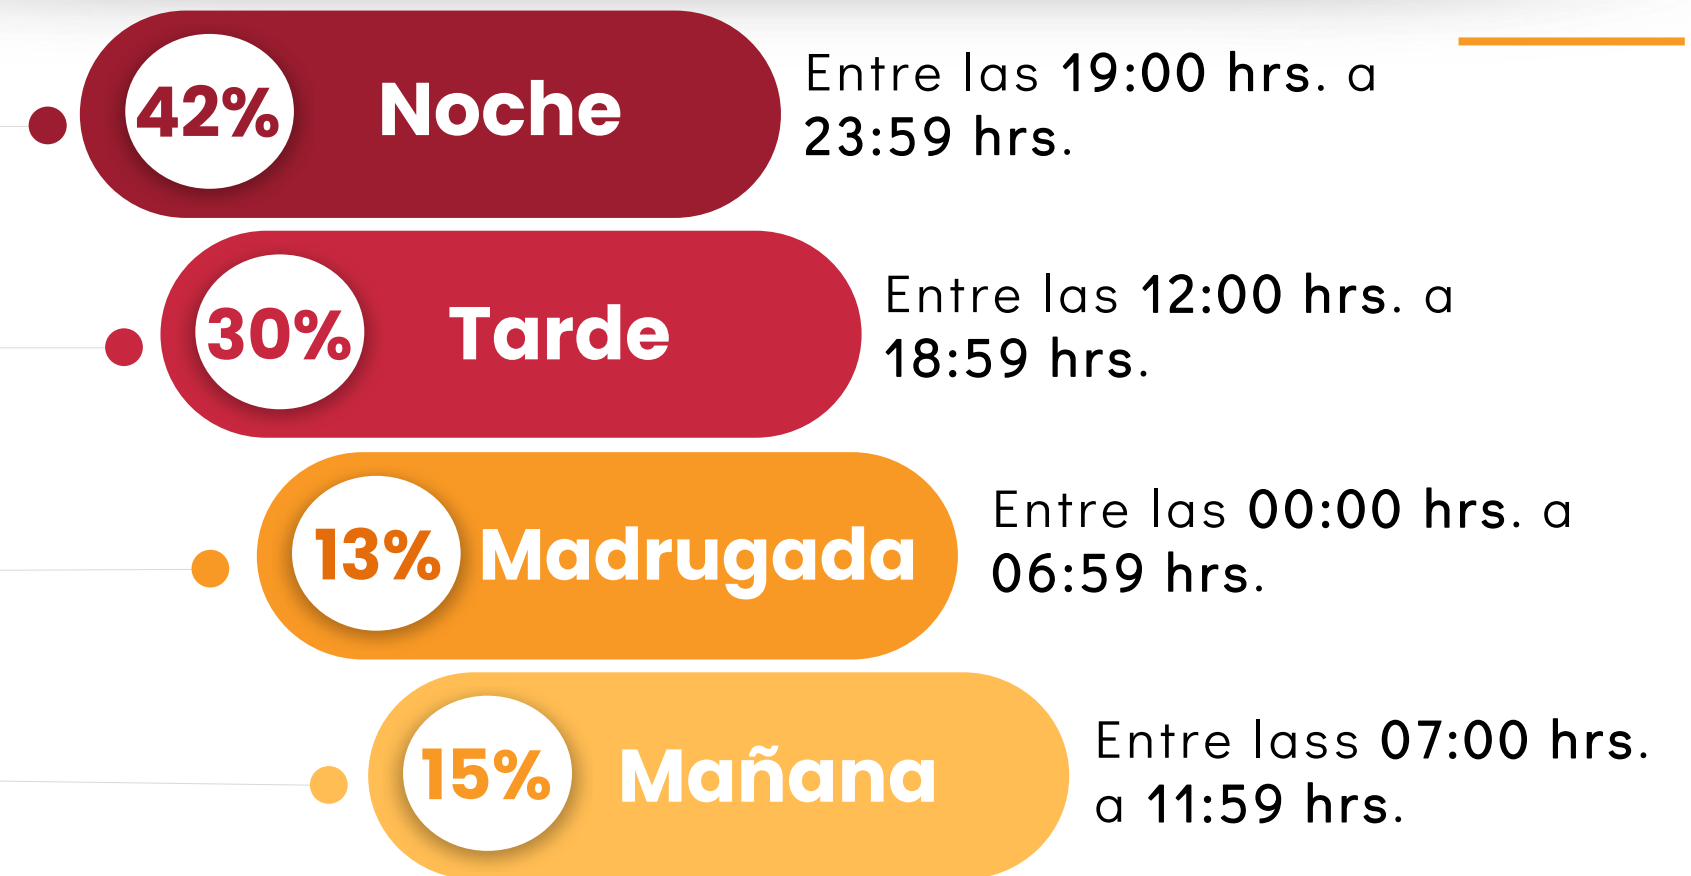 42% Noche
Entre las 19:00 hrs. a
23:59 hrs.
30% Tarde
Entre las 12:00 hrs. a
18:59 hrs.
13% Madrugada
Entre las 00:00 hrs. a
06:59 hrs.
15% Mañana
Entre lass 07:00 hrs.
a 11:59 hrs.